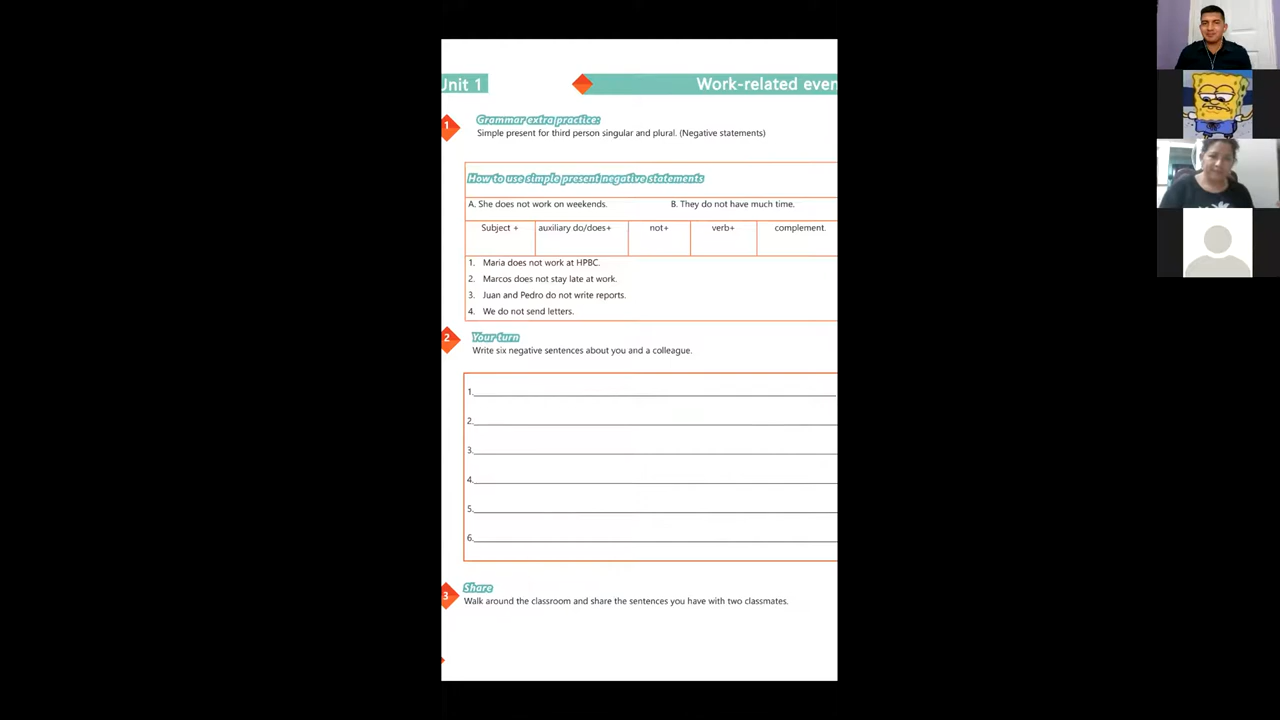 Unit 1
Work-related even
1
Grammar extra practice:
Simple present for third person singular and plural. (Negative statements)
How to use simple present negative statements
A. She does not work on weekends. B. They do not have much time.
Subject + auxiliary do/does+ not+ verb+ complement.
1. Maria does not work at HPBC.
2. Marcos does not stay late at work.
3. Juan and Pedro do not write reports.
4. We do not send letters.
2
Your turn
Write six negative sentences about you and a colleague.
1.
2.
3.
4.
5.
6.
3
Share
Walk around the classroom and share the sentences you have with two classmates.